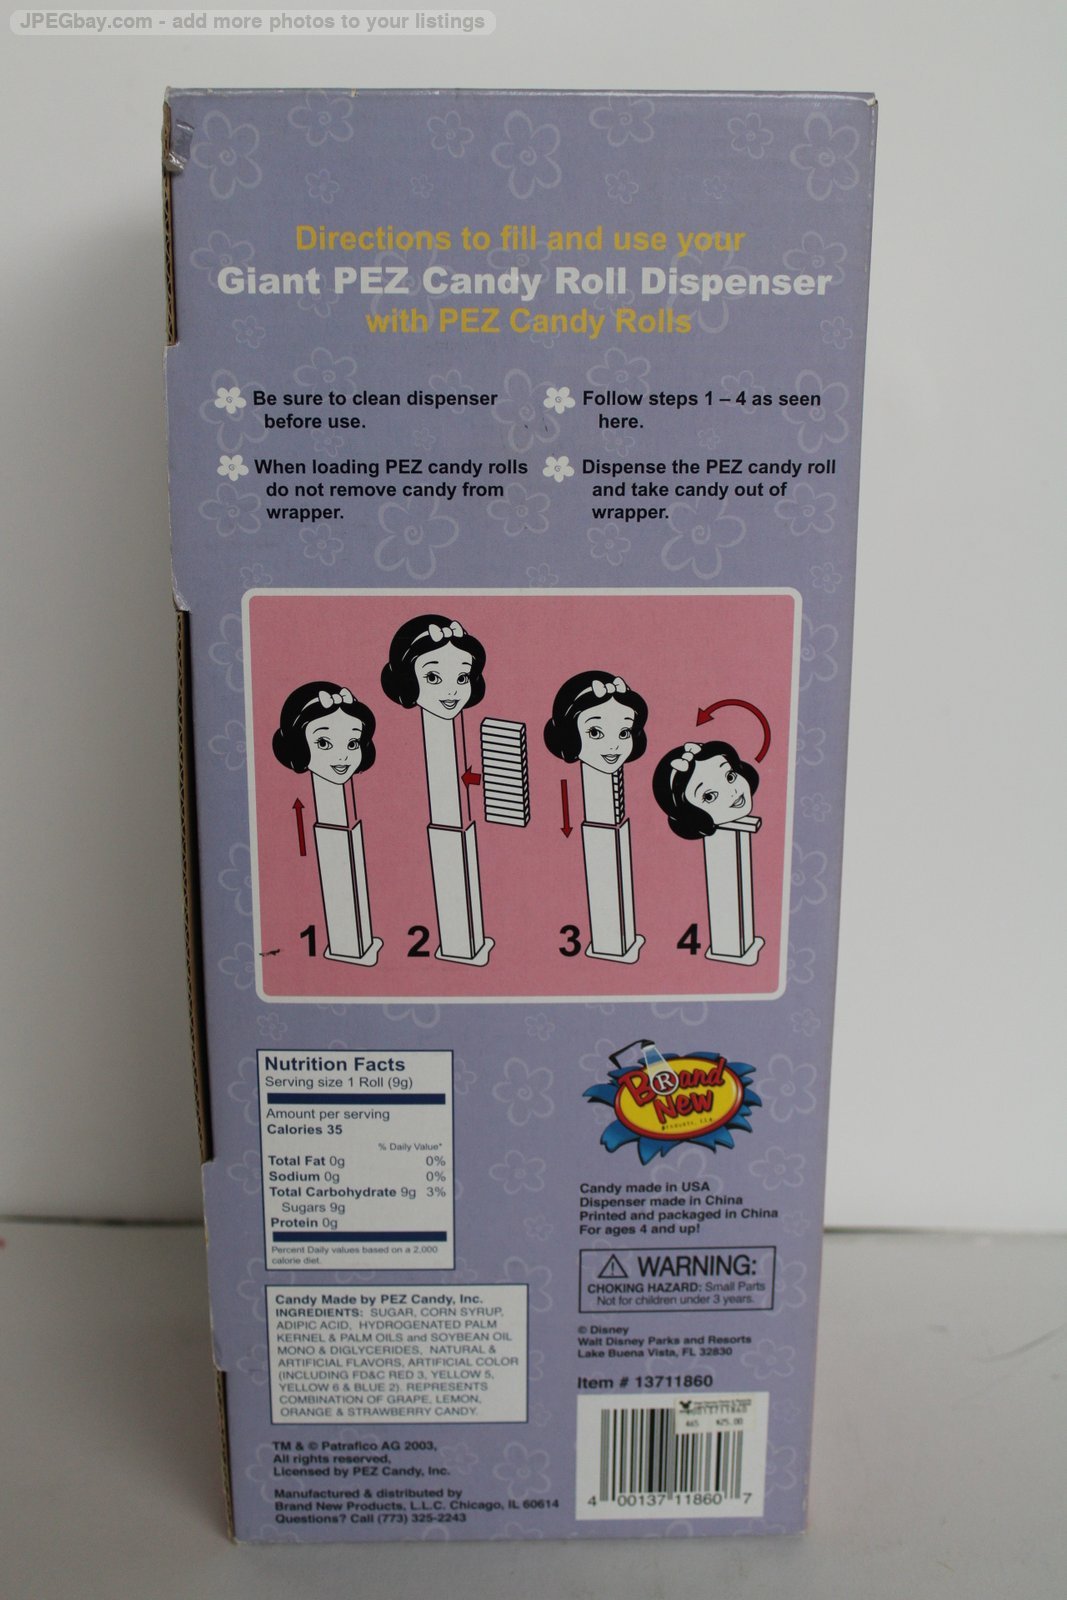 JPEGbay.com - add more photos to your listings
Directions to fill and use your
Giant PEZ Candy Roll Dispenser
with PEZ Candy Rolls
Be sure to clean dispenser
before use.
When loading PEZ candy rolls
do not remove candy from
wrapper.
Follow steps 1 – 4 as seen
here.
Dispense the PEZ candy roll
and take candy out of
wrapper.
1 2 3 4
Nutrition Facts
Serving size 1 Roll (9g)
Amount per serving
Calories 35
% Daily Value*
Total Fat 0g 0%
Sodium 0g 0%
Total Carbohydrate 9g 3%
Sugars 9g
Protein 0g
Percent Daily values based on a 2,000
calorie diet.
Candy Made by PEZ Candy, Inc.
INGREDIENTS: SUGAR, CORN SYRUP,
ADIPIC ACID, HYDROGENATED PALM
KERNEL & PALM OILS and SOYBEAN OIL
MONO & DIGLYCERIDES, NATURAL &
ARTIFICIAL FLAVORS, ARTIFICIAL COLOR
(INCLUDING FD&C RED 3, YELLOW 5,
YELLOW 6 & BLUE 2). REPRESENTS
COMBINATION OF GRAPE, LEMON,
ORANGE & STRAWBERRY CANDY.
TM & © Patrafico AG 2003,
All rights reserved,
Licensed by PEZ Candy, Inc.
Manufactured & distributed by
Brand New Products, L.L.C. Chicago, IL 60614
Questions? Call (773) 325-2243
B®and
New
Candy made in USA
Dispenser made in China
Printed and packaged in China
For ages 4 and up!
WARNING:
CHOKING HAZARD: Small Parts
Not for children under 3 years.
© Disney
Walt Disney Parks and Resorts
Lake Buena Vista, FL 32830
Item # 13711860
$25.00
4 00137 11860 7